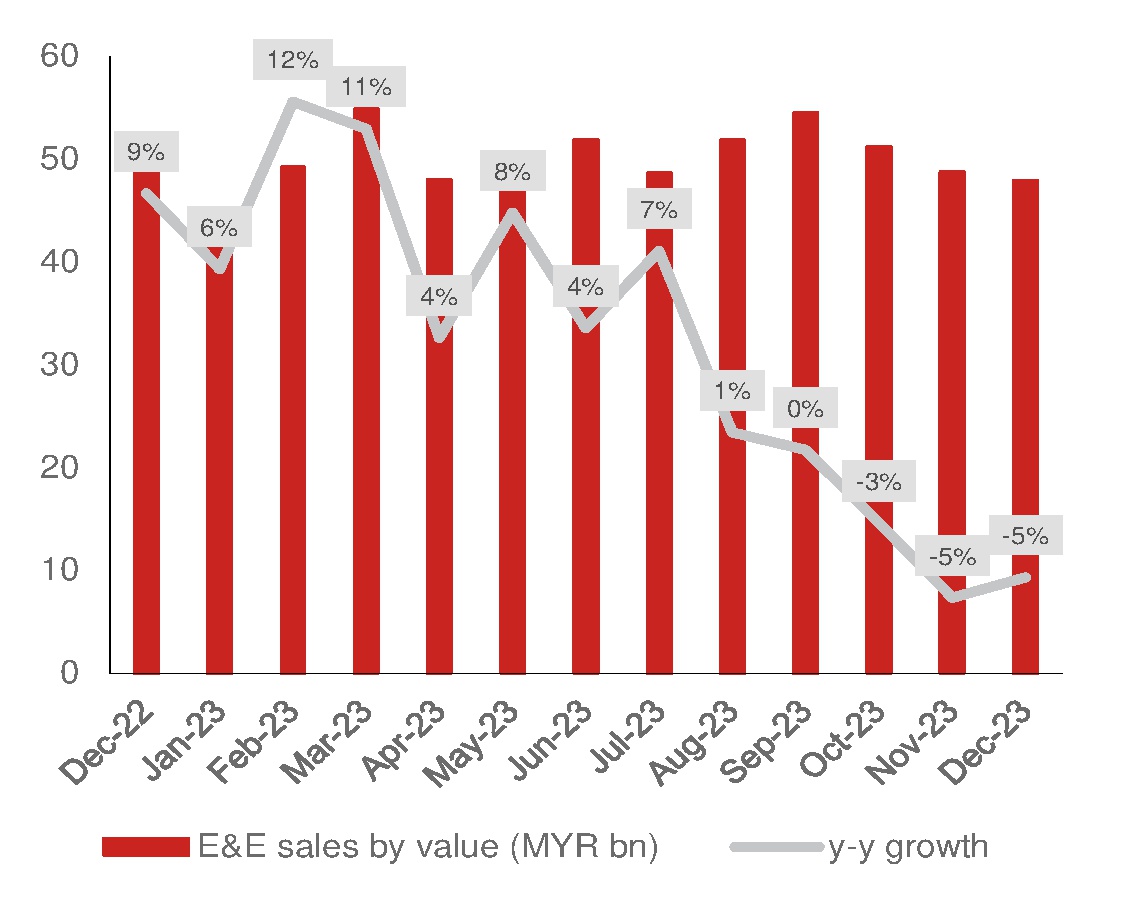 60
50
40
30
20
10
0
9%
6%
12%
11%
4%
8%
4%
7%
1%
0%
-3%
-5%
-5%
Dec-22
Jan-23
Feb-23
Mar-23
Apr-23
May-23
Jun-23
Jul-23
Aug-23
Sep-23
Oct-23
Nov-23
Dec-23
E&E sales by value (MYR bn)
y-y growth